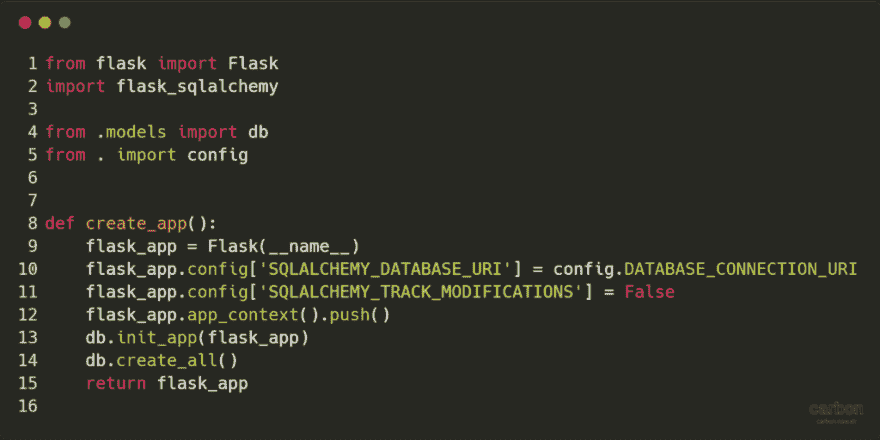 1 from flask import Flask
2 import flask_sqlalchemy
3
4 from .models import db
5 from . import config
6
7
8 def create_app():
9     flask_app = Flask(__name__)
10     flask_app.config['SQLALCHEMY_DATABASE_URI'] = config.DATABASE_CONNECTION_URI
11     flask_app.config['SQLALCHEMY_TRACK_MODIFICATIONS'] = False
12     flask_app.app_context().push()
13     db.init_app(flask_app)
14     db.create_all()
15     return flask_app
16
carbon